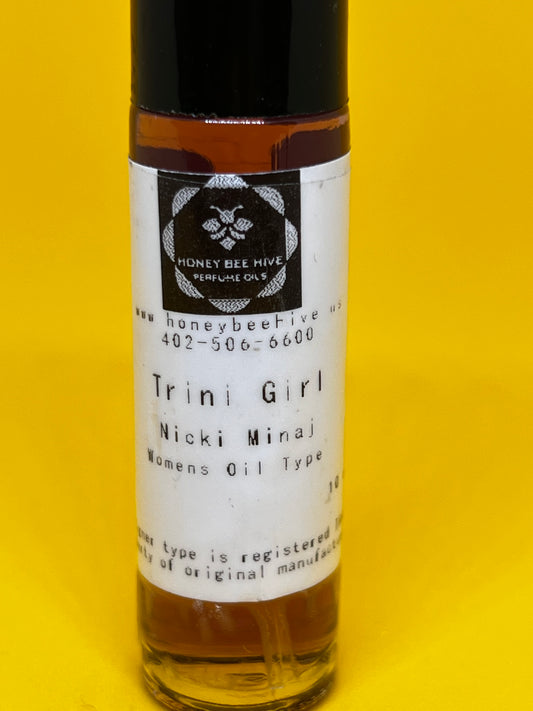 HONEY BEE HIVE
PERFUME OILS
www honeybeehive us
402-506-6600
Trini Girl
Nicki Minaj
Womens Oil Type
10
type is registered
of original